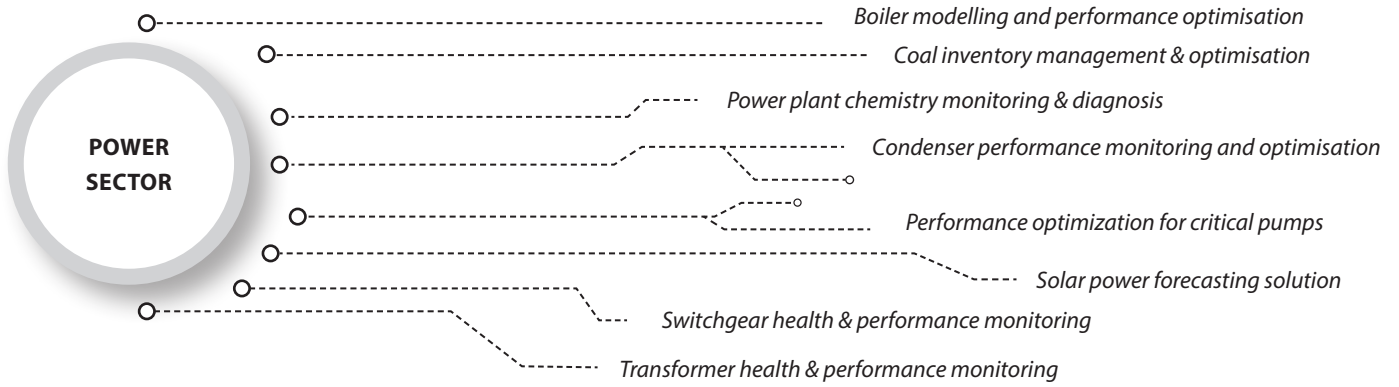 Boiler modelling and performance optimisation
Coal inventory management & optimisation
Power plant chemistry monitoring & diagnosis
POWER
SECTOR
Condenser performance monitoring and optimisation
Performance optimization for critical pumps
Solar power forecasting solution
Switchgear health & performance monitoring
Transformer health & performance monitoring